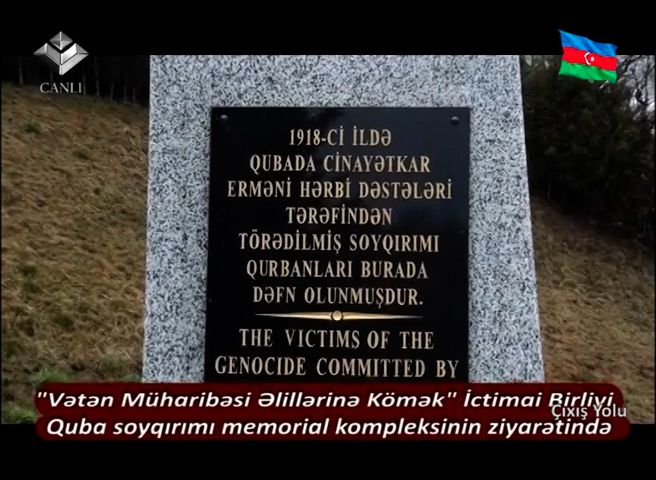 CANLI
1918-Cİ İLDƏ
QUBADA CİNAYƏTKAR
ERMƏNİ HƏRBİ DƏSTƏLƏRİ
TƏRƏFİNDƏN
TÖRƏDİLMİŞ SOYQIRIMI
QURBANLARI BURADA
DƏFN OLUNMUŞDUR.
THE VICTIMS OF THE
GENOCIDE COMMITTED BY
"Vətən Müharibəsi Əlillərinə Kömək" İctimai Birliyi
Çıxış Yolu
Quba soyqırımı memorial kompleksinin ziyarətində